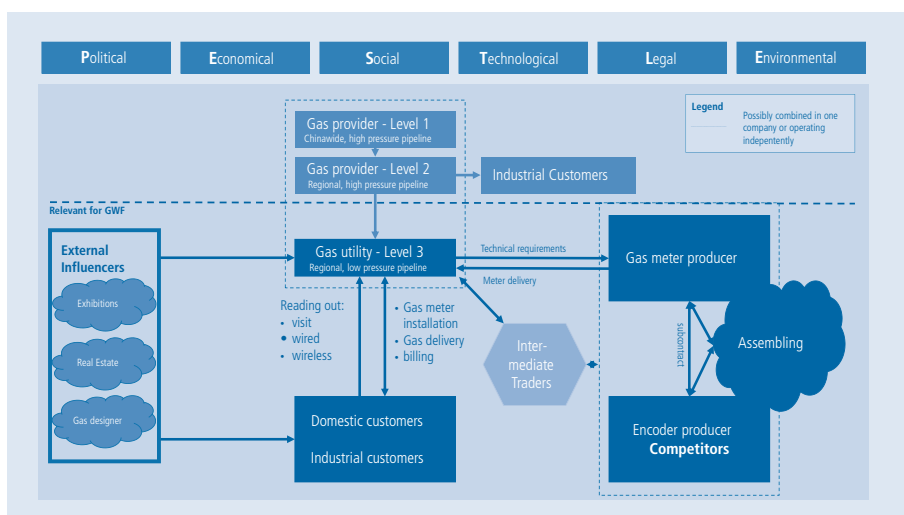 Political
Economical
Social
Technological
Legal
Environmental
Legend
Possibly combined in one
company or operating
indepentently
Gas provider - Level 1
Chinawide, high pressure pipeline
Gas provider - Level 2
Regional, high pressure pipeline
Industrial Customers
Relevant for GWF
External
Influencers
Exhibitions
Real Estate
Gas designer
Gas utility - Level 3
Regional, low pressure pipeline
Technical requirements
Meter delivery
Gas meter producer
Reading out:
• visit
• wired
• wireless
• Gas meter
installation
• Gas delivery
• billing
Inter-
mediate
Traders
subcontact
Assembling
Domestic customers
Industrial customers
Encoder producer
Competitors